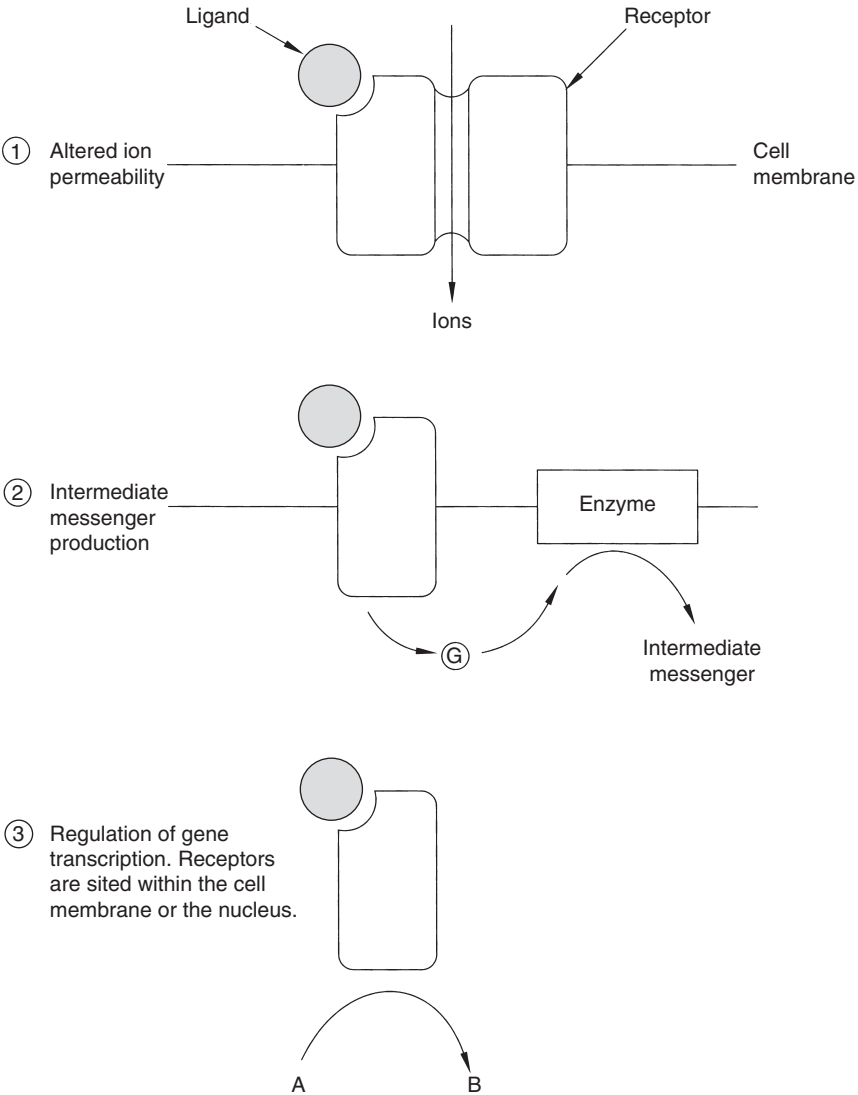 Ligand
Receptor
1 Altered ion
permeability
Cell
membrane
Ions
2 Intermediate
messenger
production
Enzyme
G
Intermediate
messenger
3 Regulation of gene
transcription. Receptors
are sited within the cell
membrane or the nucleus.
A
B